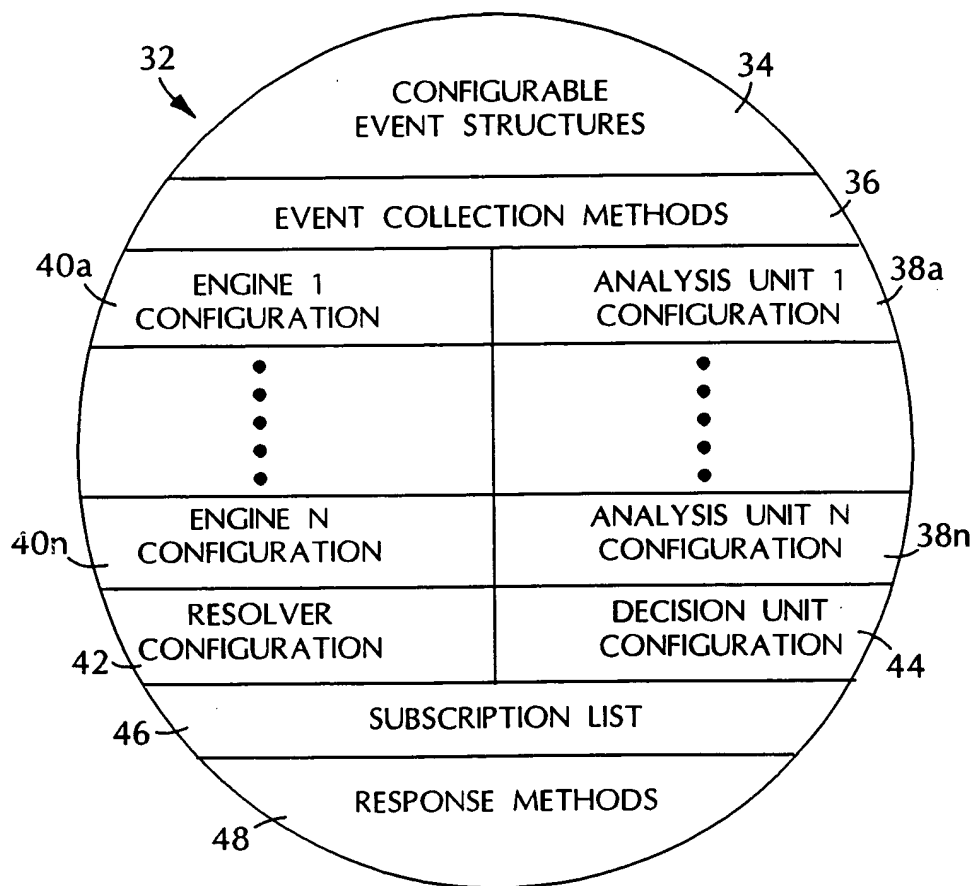 32
34
CONFIGURABLE
EVENT STRUCTURES
36
EVENT COLLECTION METHODS
40a
ENGINE 1
CONFIGURATION
ANALYSIS UNIT 1
CONFIGURATION
38a
40n
ENGINE N
CONFIGURATION
ANALYSIS UNIT N
CONFIGURATION
38n
RESOLVER
CONFIGURATION
42
DECISION UNIT
CONFIGURATION
44
46
SUBSCRIPTION LIST
RESPONSE METHODS
48